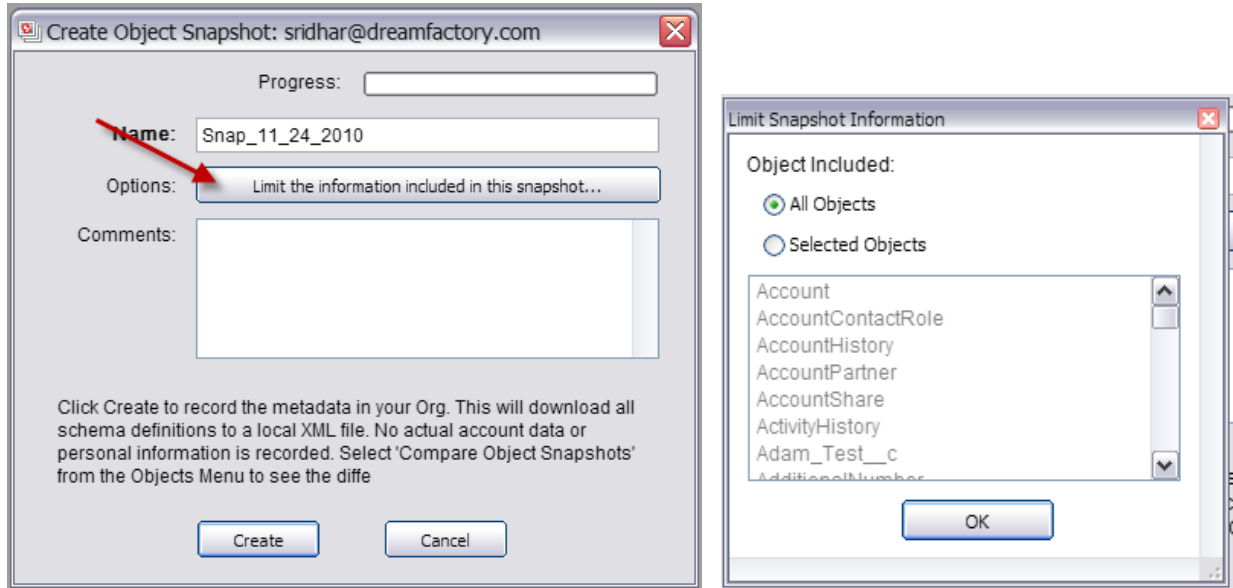 Create Object Snapshot: sridhar@dreamfactory.com
Progress:
Name: Snap_11_24_2010
Options: Limit the information included in this snapshot...
Comments:
Click Create to record the metadata in your Org. This will download all
schema definitions to a local XML file. No actual account data or
personal information is recorded. Select 'Compare Object Snapshots'
from the Objects Menu to see the diffe
Create Cancel
Limit Snapshot Information
Object Included:
All Objects
Selected Objects
Account
AccountContactRole
AccountHistory
AccountPartner
AccountShare
ActivityHistory
Adam_Test__c
AdditionalNumber
OK